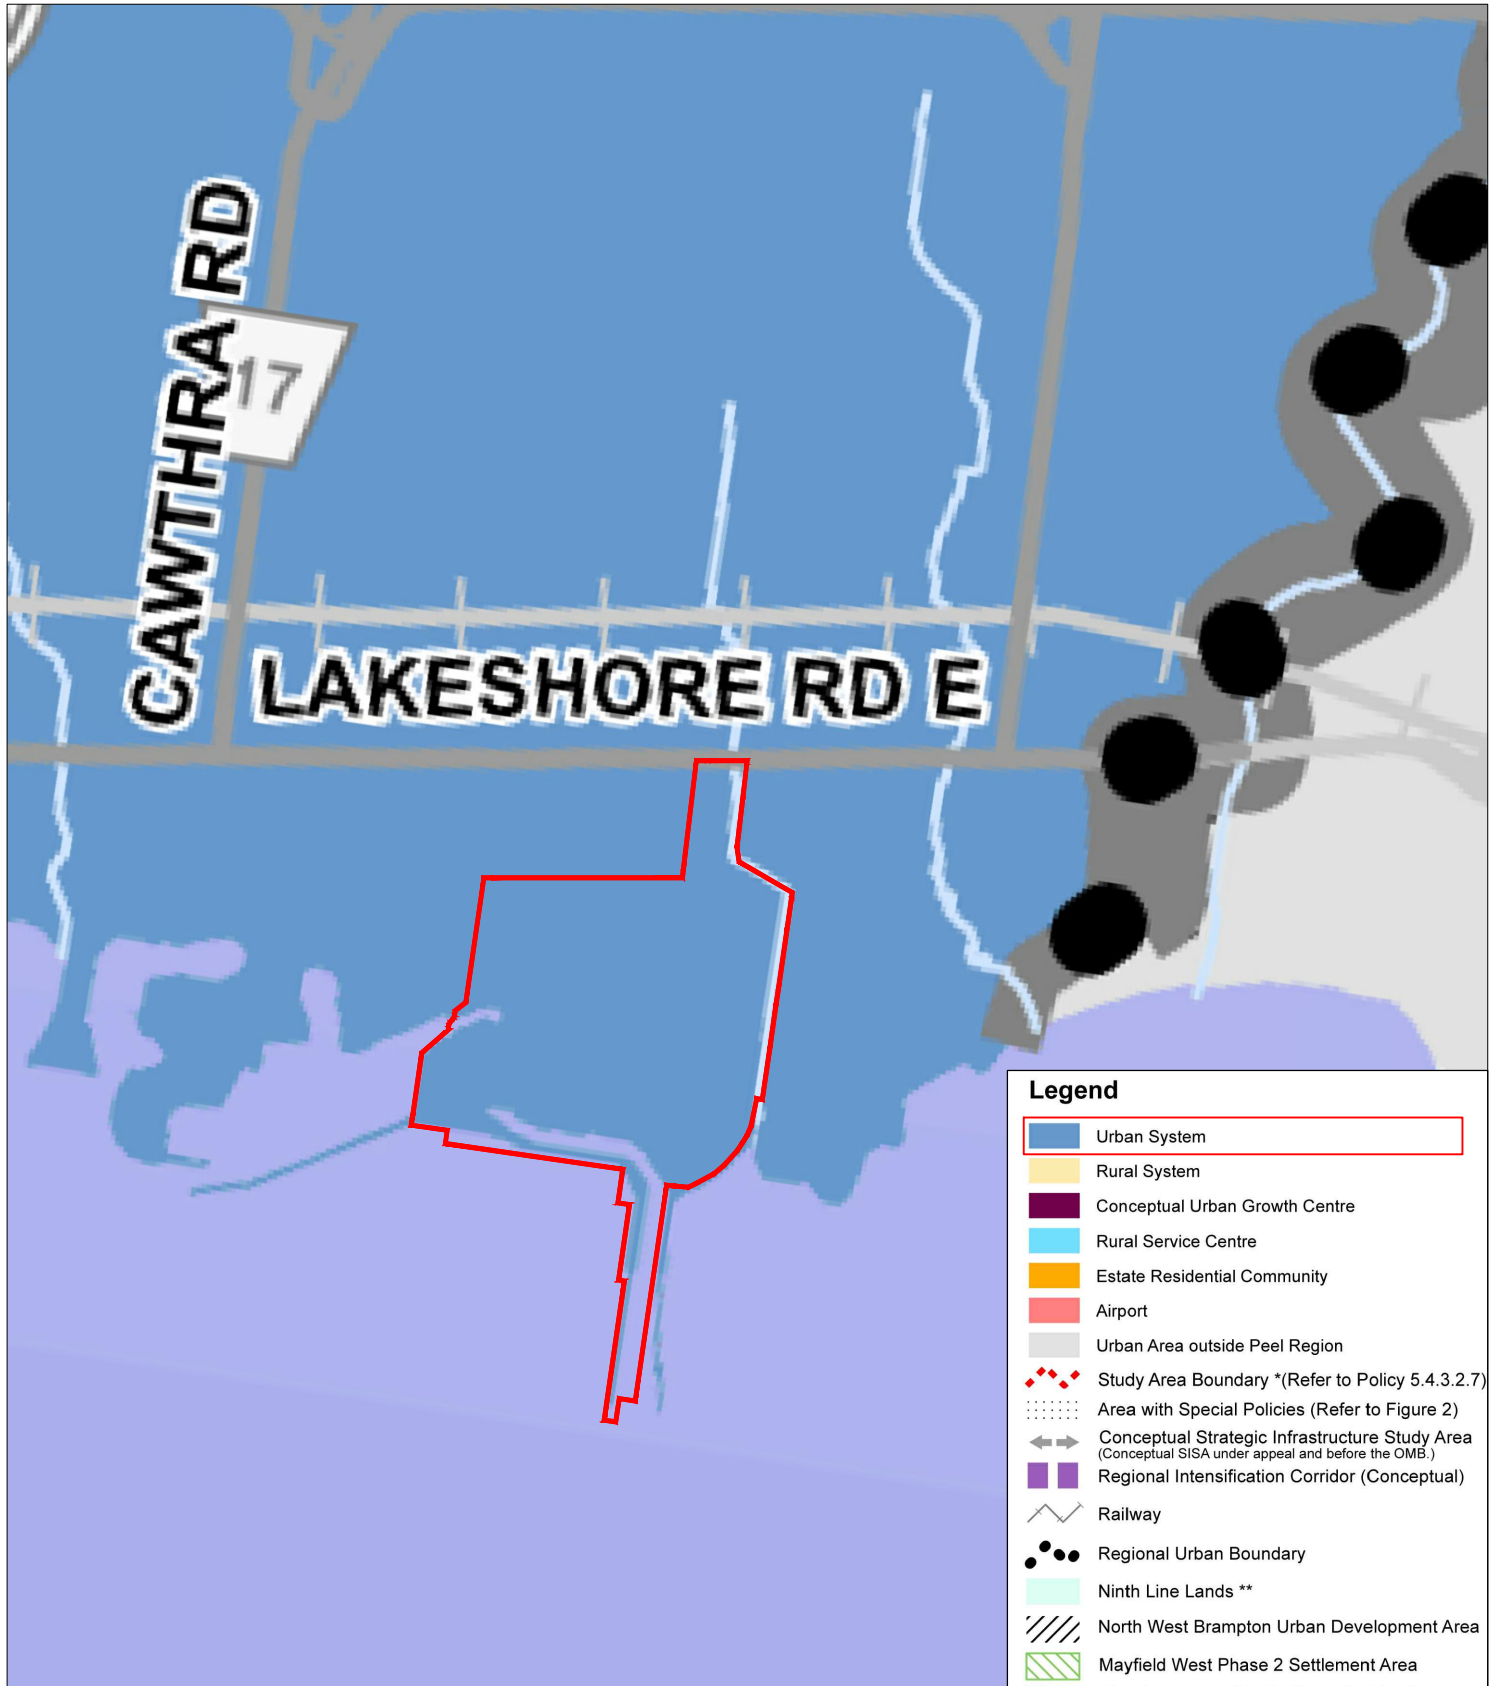 CAWTHRA RD
17
LAKESHORE RD E
Legend
Urban System
Rural System
Conceptual Urban Growth Centre
Rural Service Centre
Estate Residential Community
Airport
Urban Area outside Peel Region
Study Area Boundary *(Refer to Policy 5.4.3.2.7)
Area with Special Policies (Refer to Figure 2)
Conceptual Strategic Infrastructure Study Area
(Conceptual SISA under appeal and before the OMB.)
Regional Intensification Corridor (Conceptual)
Railway
Regional Urban Boundary
Ninth Line Lands **
North West Brampton Urban Development Area
Mayfield West Phase 2 Settlement Area